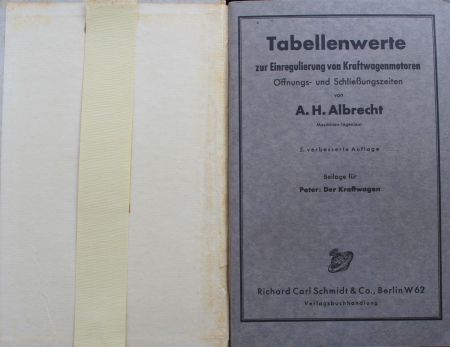 Tabellenwerte
zur Einregulierung von Kraftwagenmotoren
Öffnungs- und Schließungszeiten
von
A. H. Albrecht
Maschinen-Ingenieur
5. verbesserte Auflage
Beilage für
Peter: Der Kraftwagen
Richard Carl Schmidt & Co., Berlin W 62
Verlagsbuchhandlung